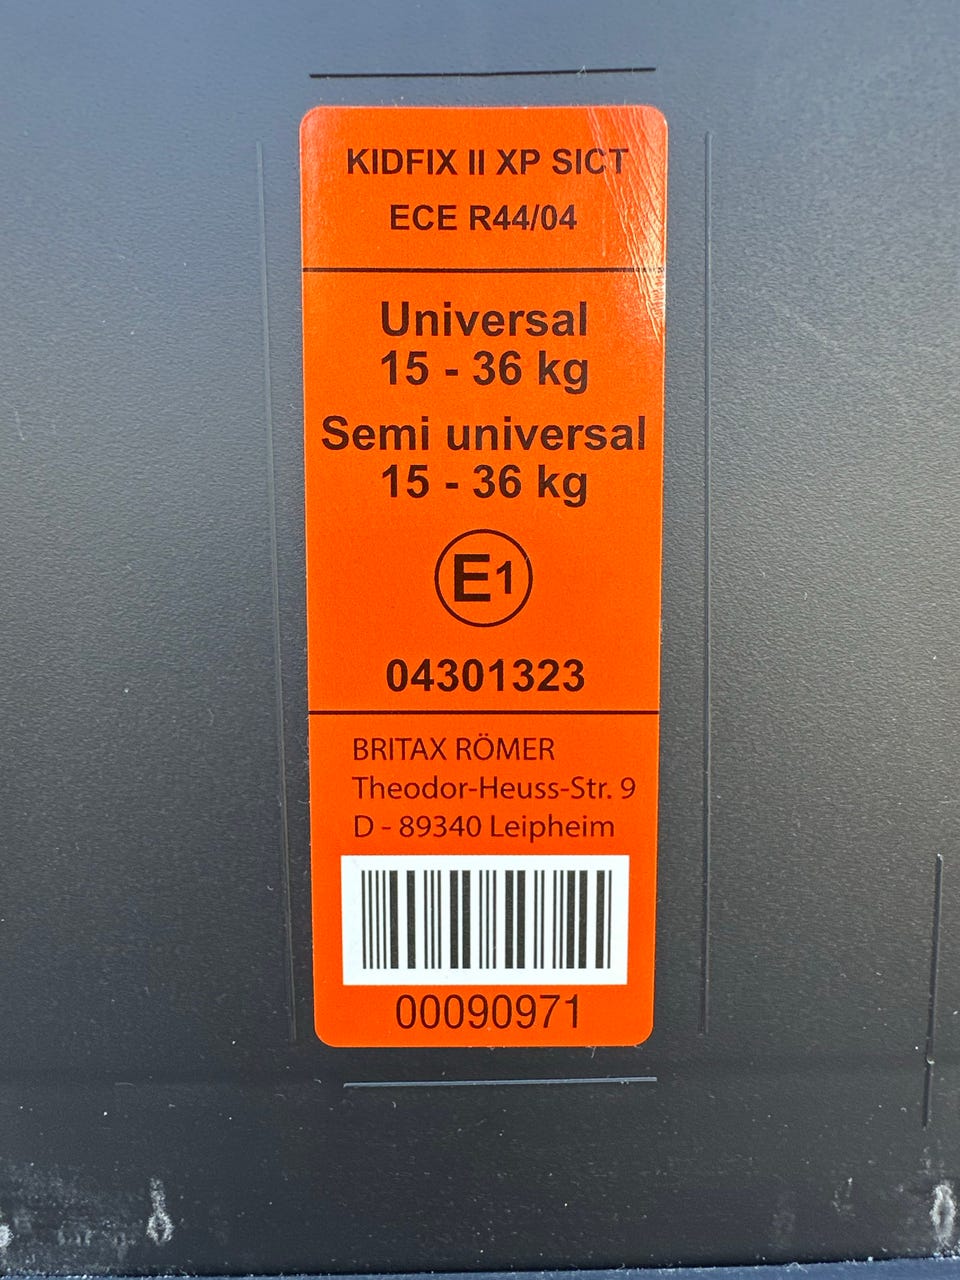 KIDFIX II XP SICT
ECE R44/04
Universal
15 - 36 kg
Semi universal
15 - 36 kg
E1
04301323
BRITAX RÖMER
Theodor-Heuss-Str. 9
D - 89340 Leipheim
00090971